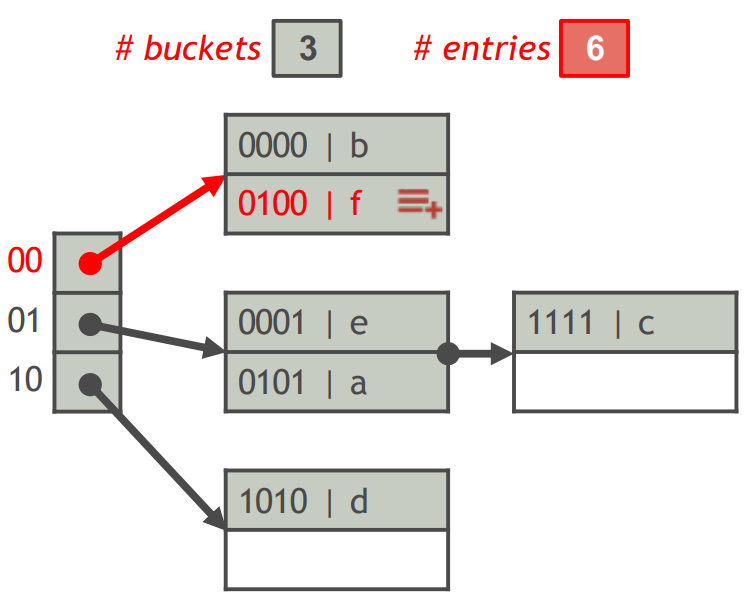 # buckets 3 # entries 6
0000 | b
0100 | f
00
01 0001 | e 1111 | c
10 0101 | a
1010 | d